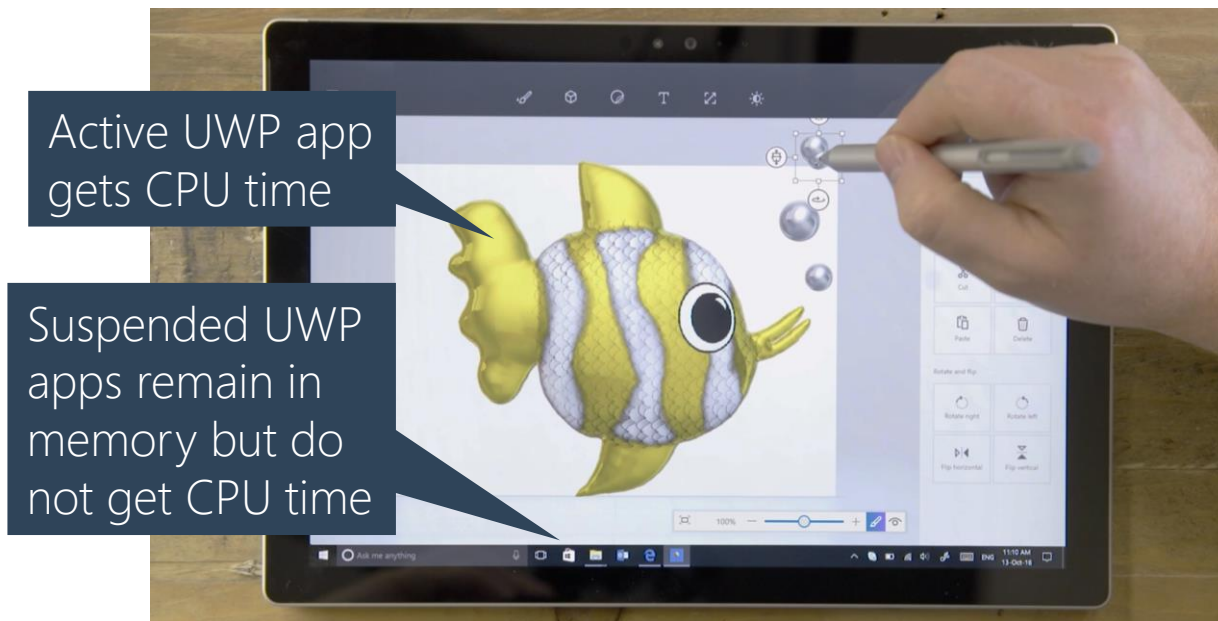 Active UWP app
gets CPU time
Suspended UWP
apps remain in
memory but do
not get CPU time
T
Cut
Paste Delete
Rotate and flip
Rotate right Rotate left
Flip horizontal Flip vertical
100%
Ask me anything
ENG
11:10 AM
13-Oct-16